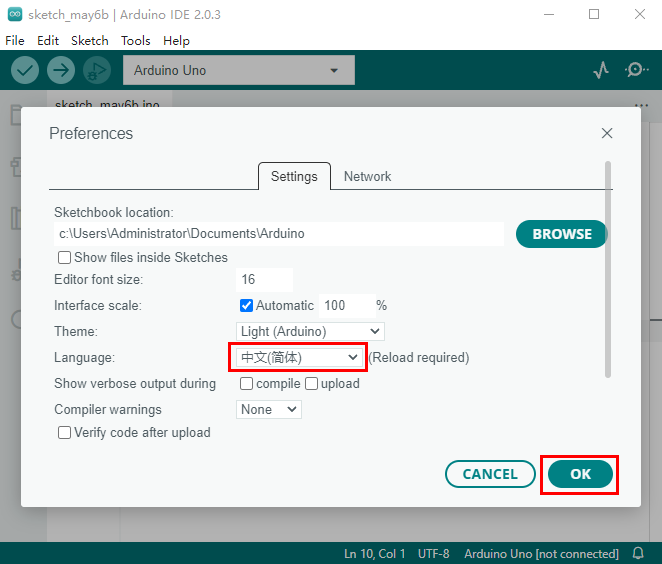 sketch_may6b | Arduino IDE 2.0.3
File Edit Sketch Tools Help
Arduino Uno
sketch_may6b.ino
...
Preferences
Settings Network
Sketchbook location:
c:\Users\Administrator\Documents\Arduino
BROWSE
Show files inside Sketches
Editor font size: 16
Interface scale: Automatic 100 %
Theme: Light (Arduino)
Language: 中文(简体) (Reload required)
Show verbose output during compile upload
Compiler warnings None
Verify code after upload
CANCEL OK
Ln 10, Col 1 UTF-8 Arduino Uno [not connected]